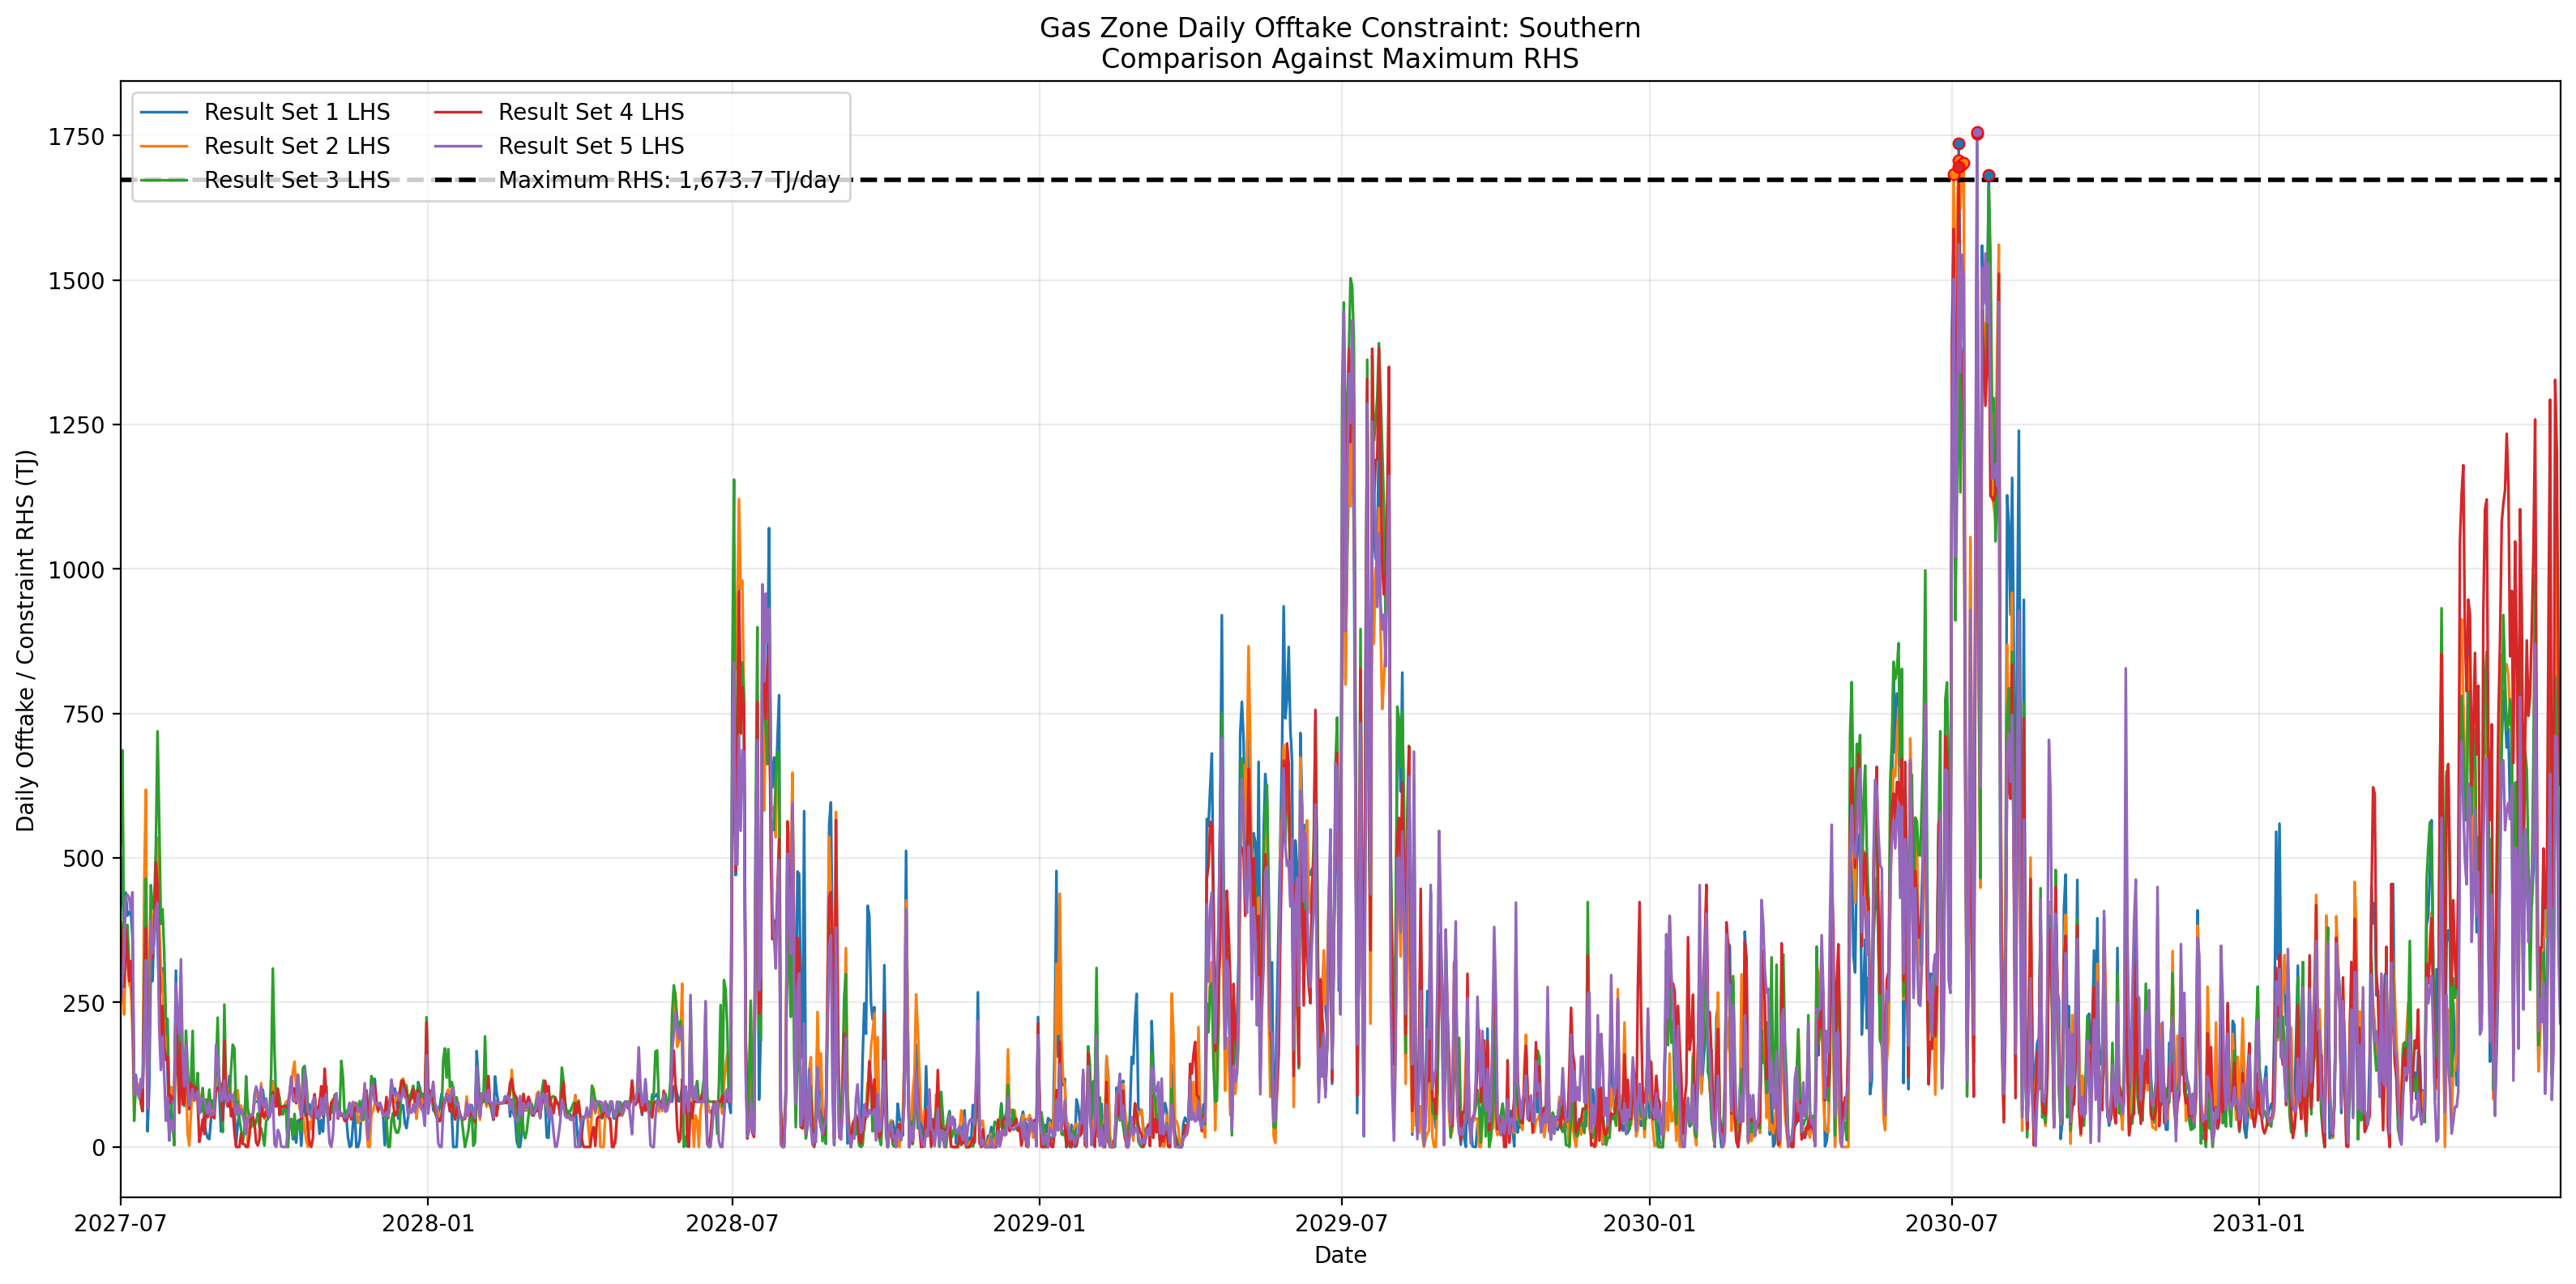 Gas Zone Daily Offtake Constraint: Southern
Comparison Against Maximum RHS
Result Set 1 LHS
Result Set 2 LHS
Result Set 3 LHS
Result Set 4 LHS
Result Set 5 LHS
Maximum RHS: 1,673.7 TJ/day
Daily Offtake / Constraint RHS (TJ)
1750
1500
1250
1000
750
500
250
0
2027-07
2028-01
2028-07
2029-01
2029-07
2030-01
2030-07
2031-01
Date